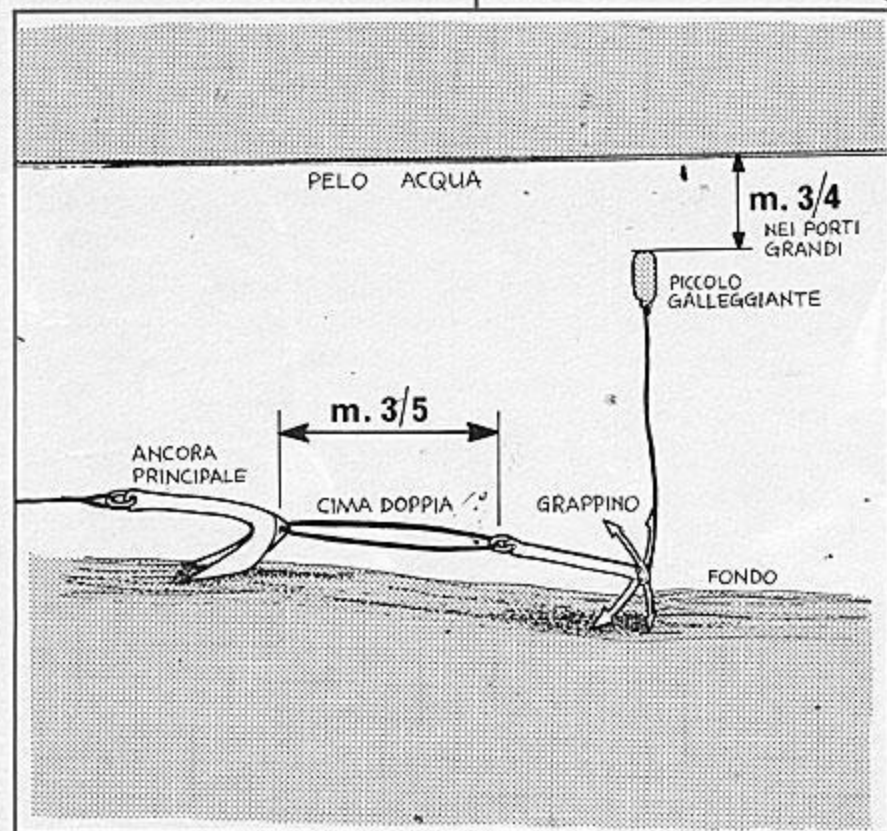 PELO ACQUA
m. 3/4
NEI PORTI
GRANDI
PICCOLO
GALLEGGIANTE
m. 3/5
ANCORA
PRINCIPALE
CIMA DOPPIA
GRAPPINO
FONDO